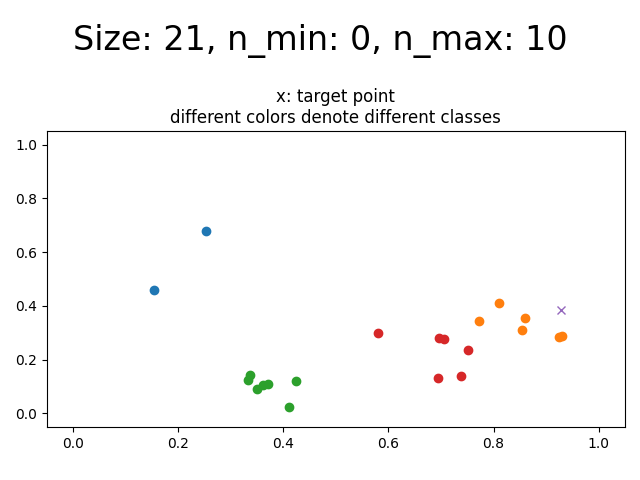 Size: 21, n_min: 0, n_max: 10
x: target point
different colors denote different classes
1.0
0.8
0.6
0.4
0.2
0.0
0.0 0.2 0.4 0.6 0.8 1.0